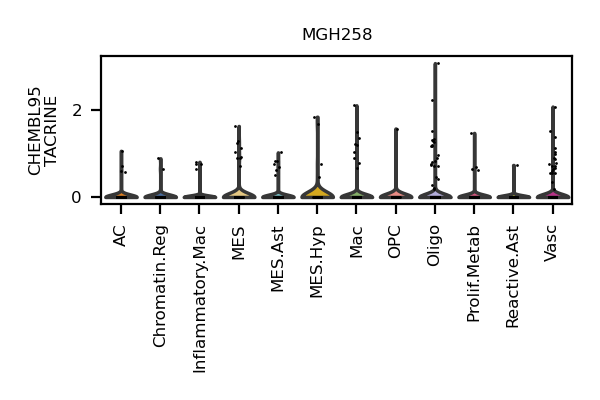 MGH258
CHEMBL95
TACRINE
2
0
AC
Chromatin.Reg
Inflammatory.Mac
MES
MES.Ast
MES.Hyp
Mac
OPC
Oligo
Prolif.Metab
Reactive.Ast
Vasc